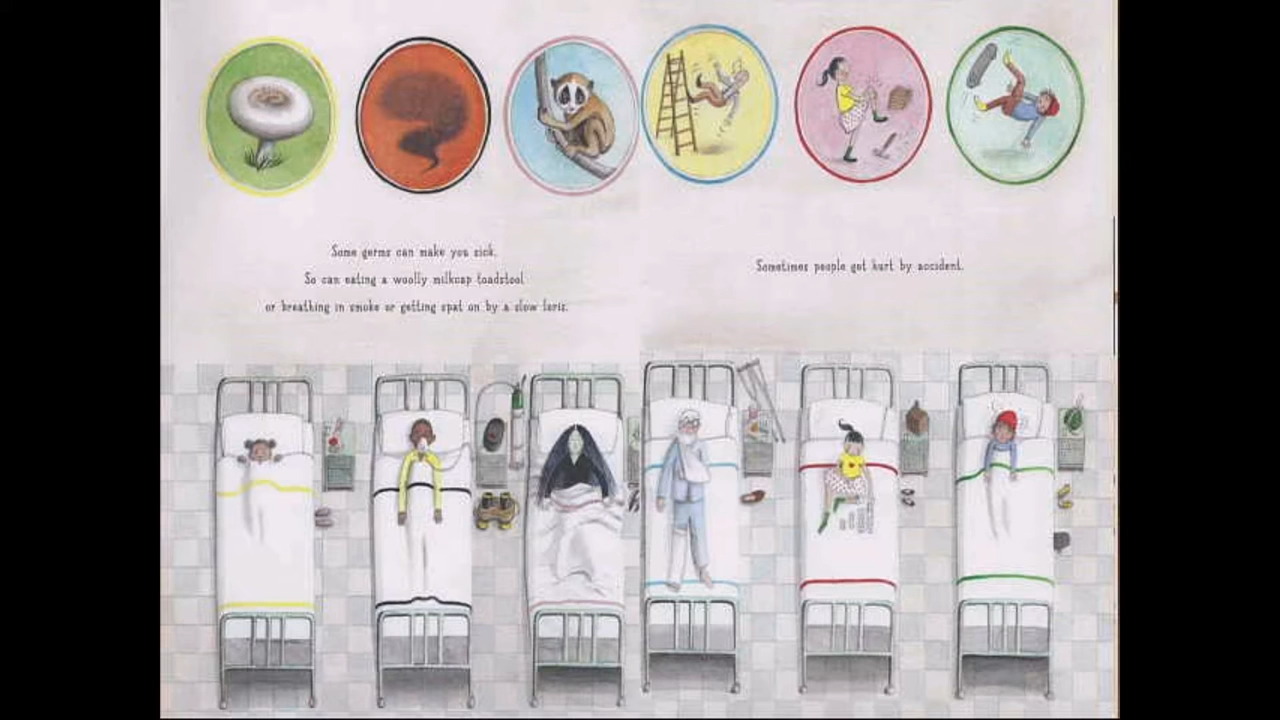 Some germs can make you sick.
So can eating a woolly milkcap toadstool
or breathing in smoke or getting spat on by a slow loris.
Sometimes people get hurt by accident.